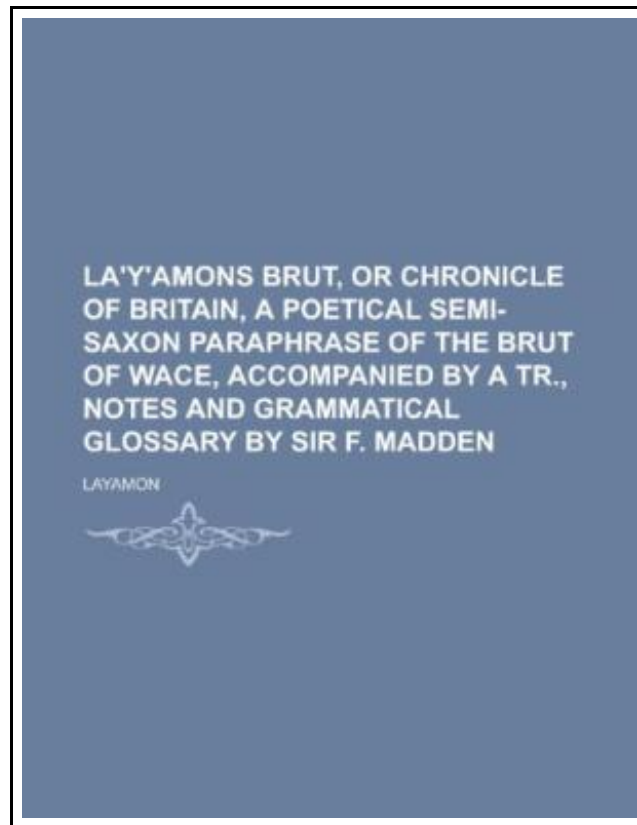 LA'Y'AMONS BRUT, OR CHRONICLE
OF BRITAIN, A POETICAL SEMI-
SAXON PARAPHRASE OF THE BRUT
OF WACE, ACCOMPANIED BY A TR.,
NOTES AND GRAMMATICAL
GLOSSARY BY SIR F. MADDEN
LAYAMON